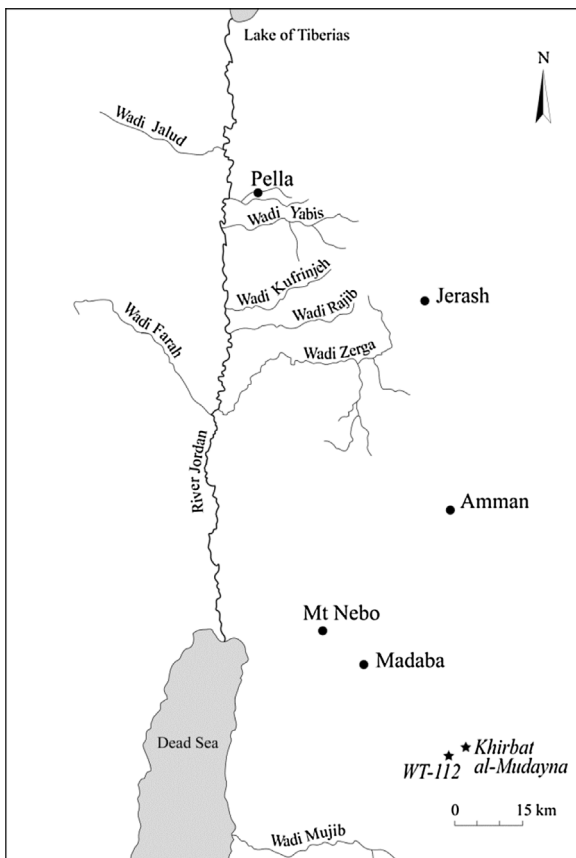 Lake of Tiberias
N
Wadi Jalud
Pella
Wadi Yabis
Wadi Kufrinjeh
Jerash
Wadi Rajib
Wadi Farah
Wadi Zerga
River Jordan
Amman
Mt Nebo
Madaba
Dead Sea
Khirbat
al-Mudayna
WT-112
0 15 km
Wadi Mujib